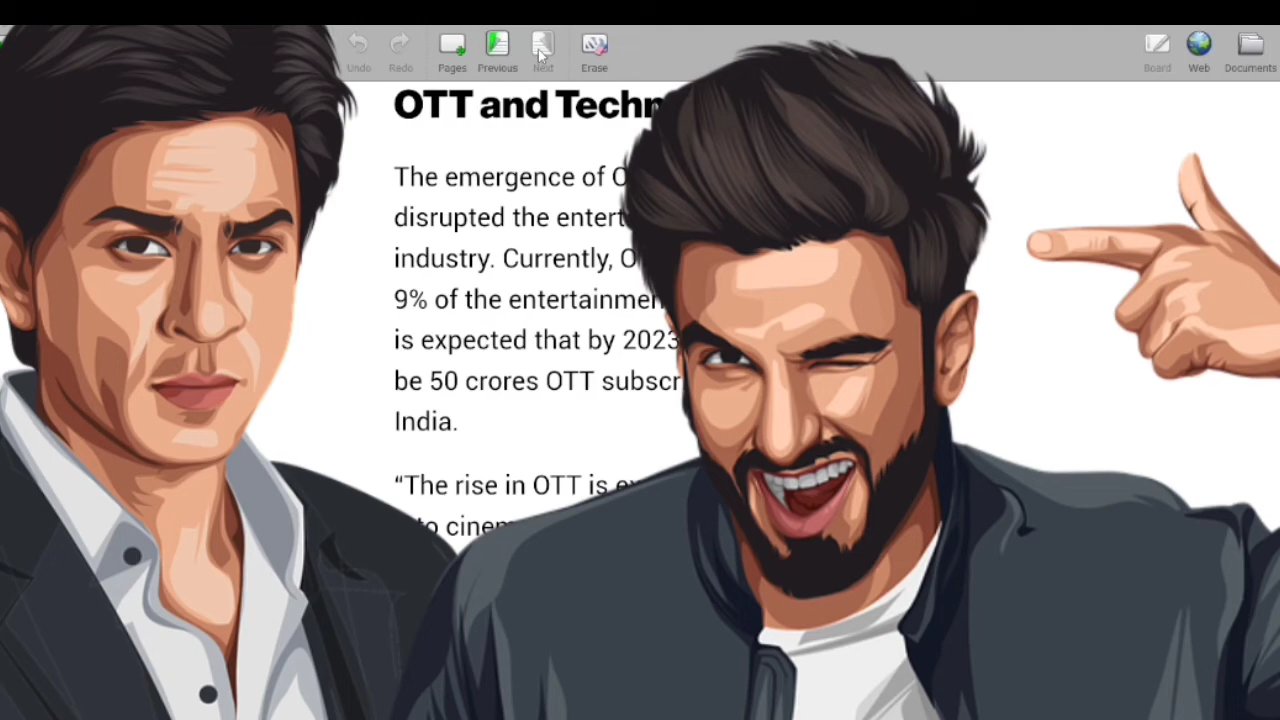 Undo Redo Pages Previous Next Erase Board Web Documents
OTT and Techn
The emergence of O
disrupted the entert
industry. Currently, O
9% of the entertainmen
is expected that by 2023
be 50 crores OTT subscr
India.
“The rise in OTT is ex
to cinem